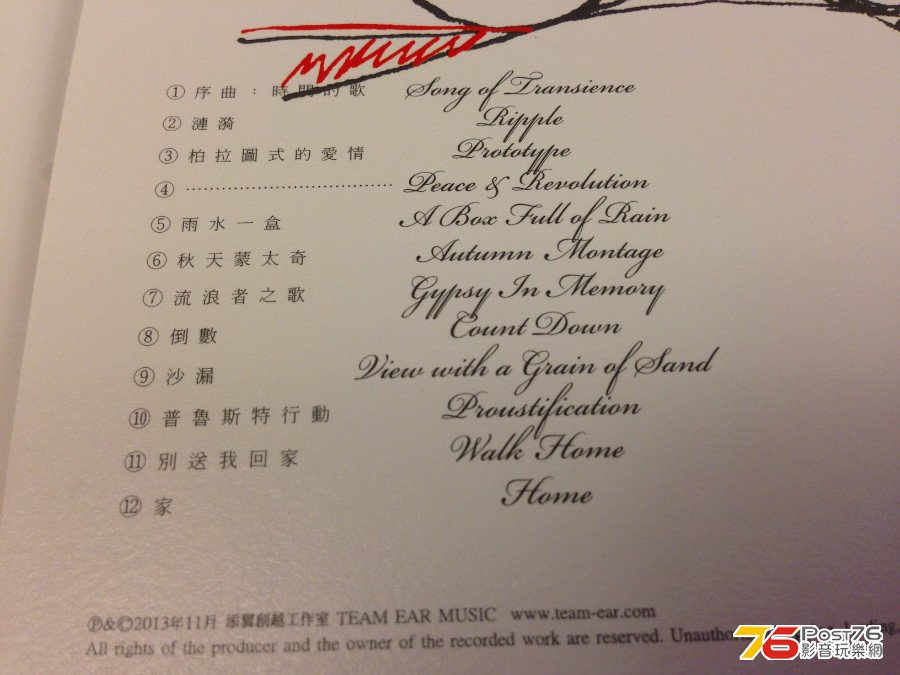 ① 序曲：時間的歌 Song of Transience
② 漣漪 Ripple
③ 柏拉圖式的愛情 Prototype
④ ………………………………… Peace & Revolution
⑤ 雨水一盒 A Box Full of Rain
⑥ 秋天蒙太奇 Autumn Montage
⑦ 流浪者之歌 Gypsy In Memory
⑧ 倒數 Count Down
⑨ 沙漏 View with a Grain of Sand
⑩ 普魯斯特行動 Proustification
⑪ 別送我回家 Walk Home
⑫ 家 Home
℗&©2013年11月 添翼創越工作室 TEAM EAR MUSIC www.team-ear.com
All rights of the producer and the owner of the recorded work are reserved.
76 Post76
影音玩樂網